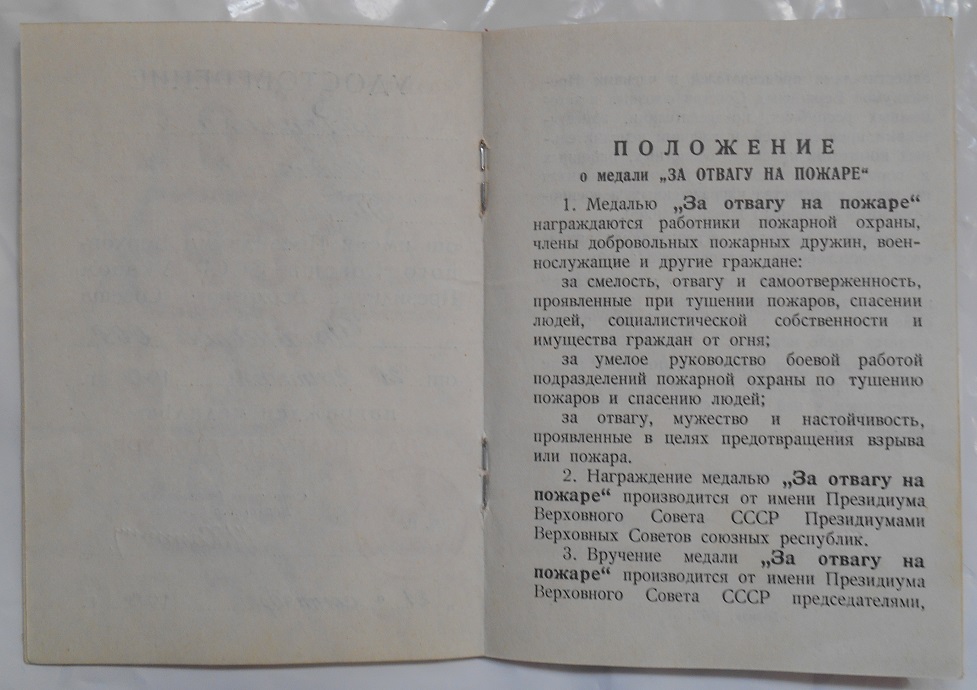 ПОЛОЖЕНИЕ
о медали „ЗА ОТВАГУ НА ПОЖАРЕ“
1. Медалью „За отвагу на пожаре“
награждаются работники пожарной охраны,
члены добровольных пожарных дружин, воен-
нослужащие и другие граждане:
за смелость, отвагу и самоотверженность,
проявленные при тушении пожаров, спасении
людей, социалистической собственности и
имущества граждан от огня;
за умелое руководство боевой работой
подразделений пожарной охраны по тушению
пожаров и спасению людей;
за отвагу, мужество и настойчивость,
проявленные в целях предотвращения взрыва
или пожара.
2. Награждение медалью „За отвагу на
пожаре“ производится от имени Президиума
Верховного Совета СССР Президиумами
Верховных Советов союзных республик.
3. Вручение медали „За отвагу на
пожаре“ производится от имени Президиума
Верховного Совета СССР председателями,